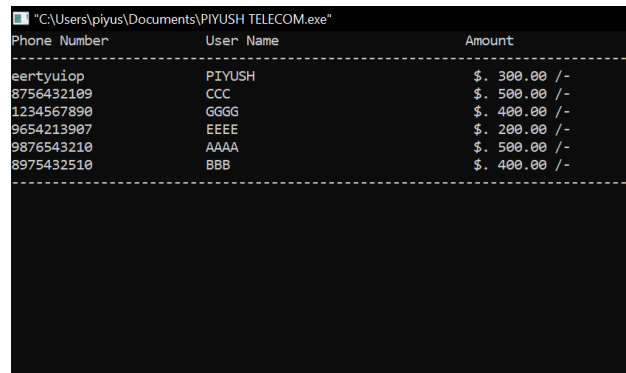 "C:\Users\piyus\Documents\PIYUSH TELECOM.exe"
Phone Number User Name Amount
--------------------------------------------------------------------------------
eertyuiop PIYUSH $. 300.00 /-
8756432109 CCC $. 500.00 /-
1234567890 GGGG $. 400.00 /-
9654213907 EEEE $. 200.00 /-
9876543210 AAAA $. 500.00 /-
8975432510 BBB $. 400.00 /-
--------------------------------------------------------------------------------